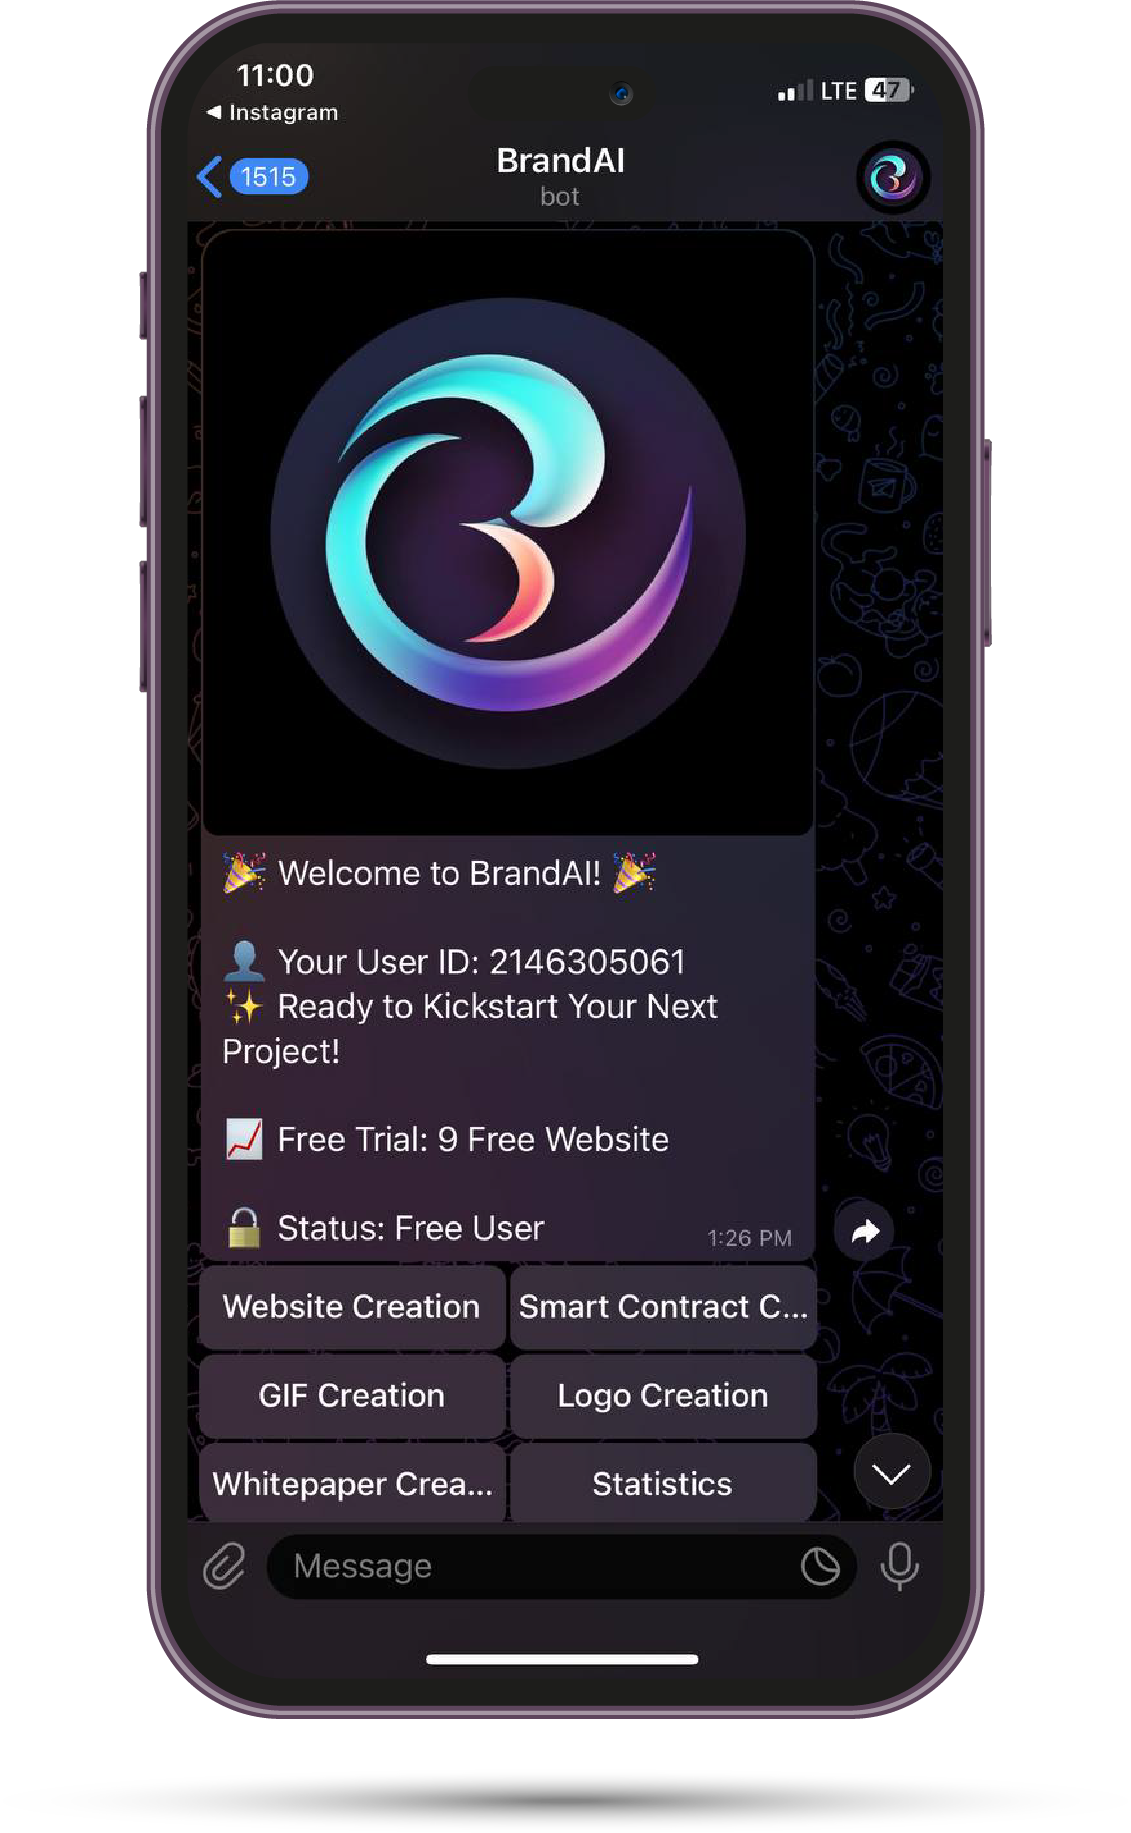 11:00
LTE 47
◀ Instagram
1515
BrandAI
bot
🎉 Welcome to BrandAI! 🎉
👤 Your User ID: 2146305061
✨ Ready to Kickstart Your Next
Project!
📈 Free Trial: 9 Free Website
🔓 Status: Free User
1:26 PM
Website Creation
Smart Contract C...
GIF Creation
Logo Creation
Whitepaper Crea...
Statistics
Message